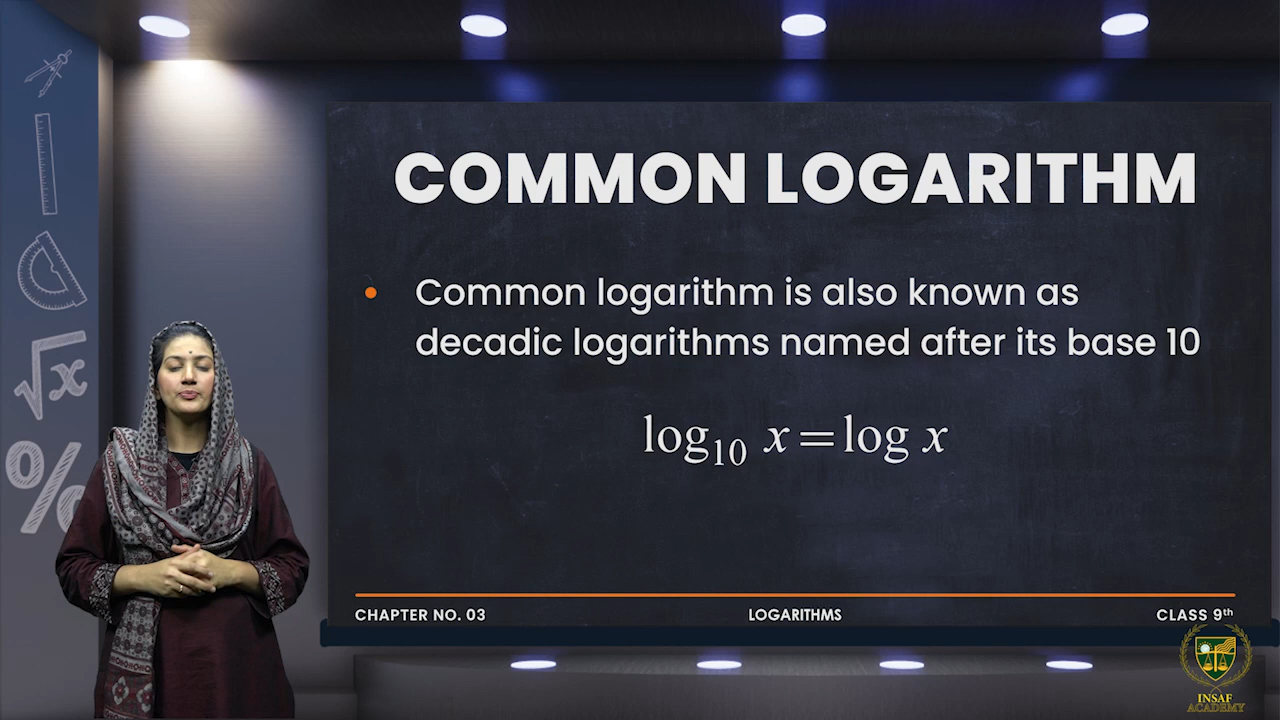 COMMON LOGARITHM
• Common logarithm is also known as
decadic logarithms named after its base 10
log₁₀ x = log x
CHAPTER NO. 03 LOGARITHMS CLASS 9th
√x
%
INSAF
ACADEMY